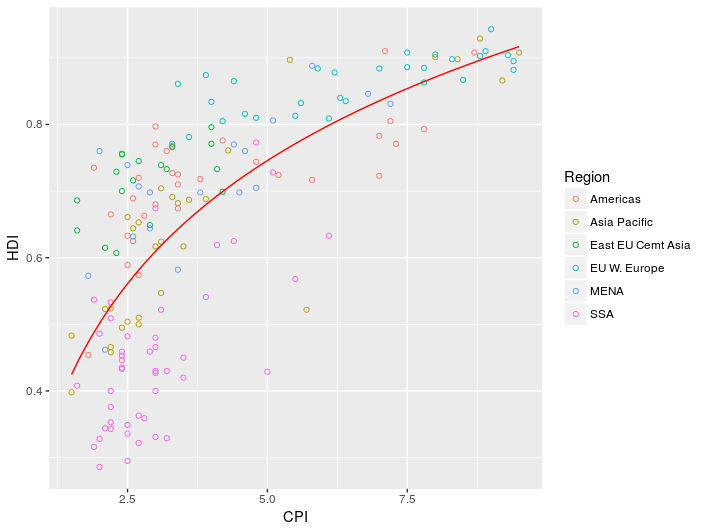 HDI
0.8
0.6
0.4
2.5
5.0
7.5
CPI
Region
Americas
Asia Pacific
East EU Cemt Asia
EU W. Europe
MENA
SSA